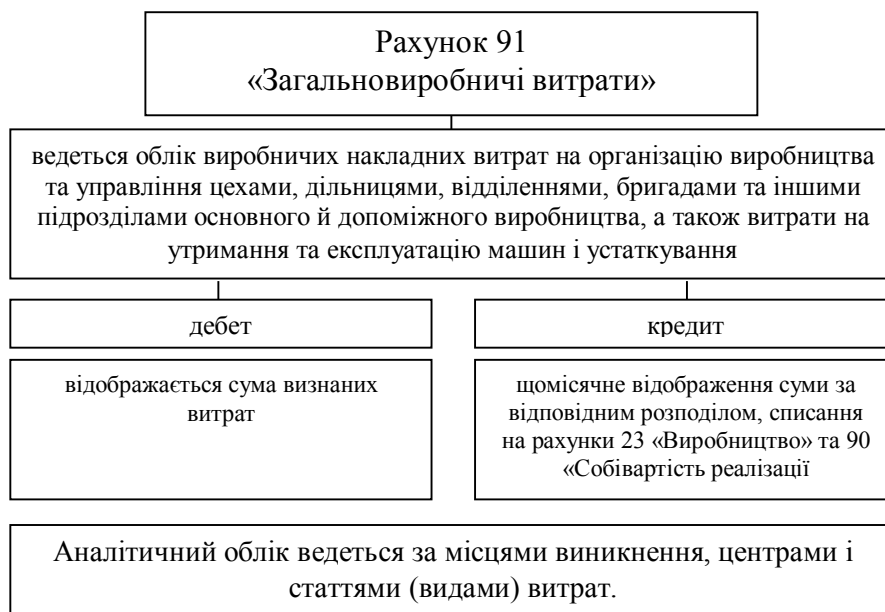 Рахунок 91
«Загальновиробничі витрати»
ведеться облік виробничих накладних витрат на організацію виробництва
та управління цехами, дільницями, відділеннями, бригадами та іншими
підрозділами основного й допоміжного виробництва, а також витрати на
утримання та експлуатацію машин і устаткування
дебет
кредит
відображається сума визнаних
витрат
щомісячне відображення суми за
відповідним розподілом, списання
на рахунки 23 «Виробництво» та 90
«Собівартість реалізації
Аналітичний облік ведеться за місцями виникнення, центрами і
статтями (видами) витрат.